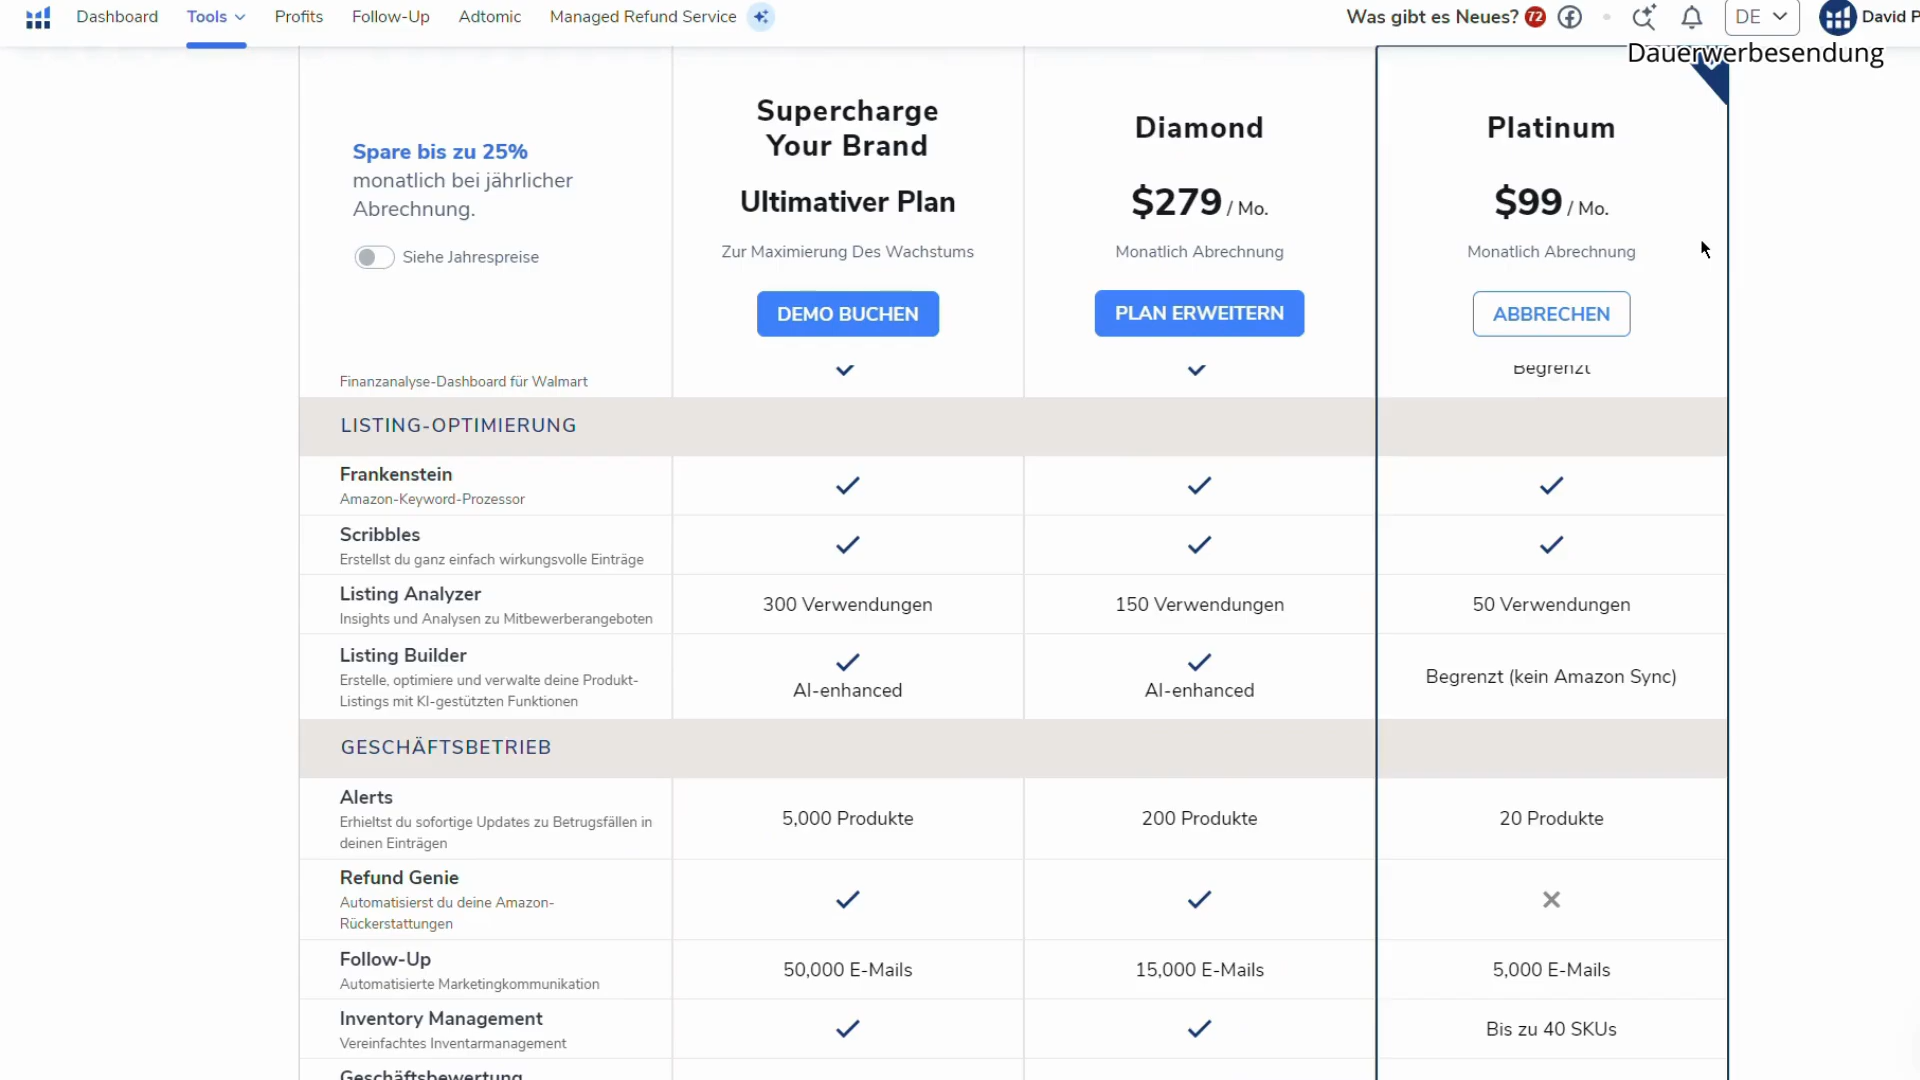 Dashboard
Tools
Profits
Follow-Up
Adtomic
Managed Refund Service
Was gibt es Neues?
72
DE
David P
Dauerwerbesendung
Spare bis zu 25%
monatlich bei jährlicher
Abrechnung.
Siehe Jahrespreise
Supercharge
Your Brand
Ultimativer Plan
Zur Maximierung Des Wachstums
DEMO BUCHEN
Diamond
$279 / Mo.
Monatlich Abrechnung
PLAN ERWEITERN
Platinum
$99 / Mo.
Monatlich Abrechnung
ABBRECHEN
Finanzanalyse-Dashboard für Walmart
Begrenzt
LISTING-OPTIMIERUNG
Frankenstein
Amazon-Keyword-Prozessor
Scribbles
Erstellst du ganz einfach wirkungsvolle Einträge
Listing Analyzer
Insights und Analysen zu Mitbewerberangeboten
300 Verwendungen
150 Verwendungen
50 Verwendungen
Listing Builder
Erstelle, optimiere und verwalte deine Produkt-
Listings mit KI-gestützten Funktionen
AI-enhanced
AI-enhanced
Begrenzt (kein Amazon Sync)
GESCHÄFTSBETRIEB
Alerts
Erhieltst du sofortige Updates zu Betrugsfällen in
deinen Einträgen
5,000 Produkte
200 Produkte
20 Produkte
Refund Genie
Automatisierst du deine Amazon-
Rückerstattungen
Follow-Up
Automatisierte Marketingkommunikation
50,000 E-Mails
15,000 E-Mails
5,000 E-Mails
Inventory Management
Vereinfachtes Inventarmanagement
Bis zu 40 SKUs
Geschäftsbewertung